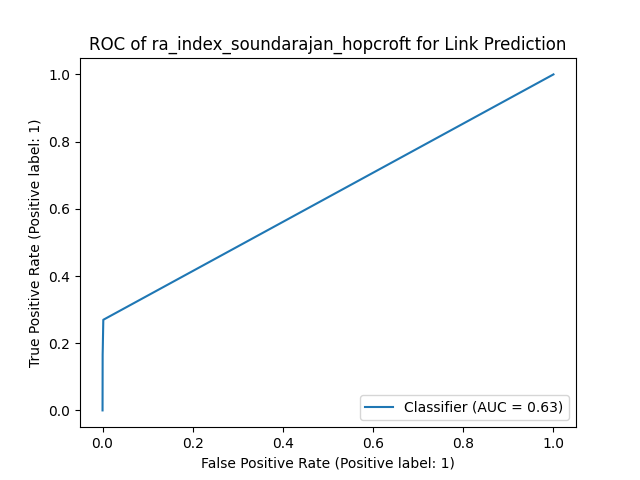 ROC of ra_index_soundarajan_hopcroft for Link Prediction
1.0
0.8
0.6
0.4
0.2
0.0
True Positive Rate (Positive label: 1)
Classifier (AUC = 0.63)
0.0 0.2 0.4 0.6 0.8 1.0
False Positive Rate (Positive label: 1)